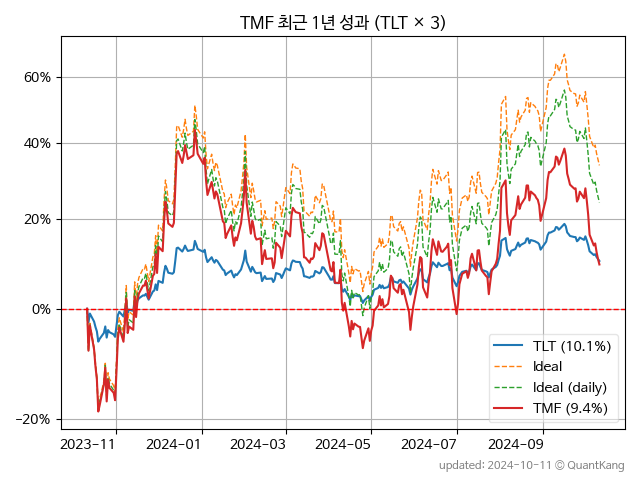 TMF 최근 1년 성과 (TLT × 3)
60%
40%
20%
0%
−20%
2023−11
2024−01
2024−03
2024−05
2024−07
2024−09
TLT (10.1%)
Ideal
Ideal (daily)
TMF (9.4%)
updated: 2024-10-11 © QuantKang